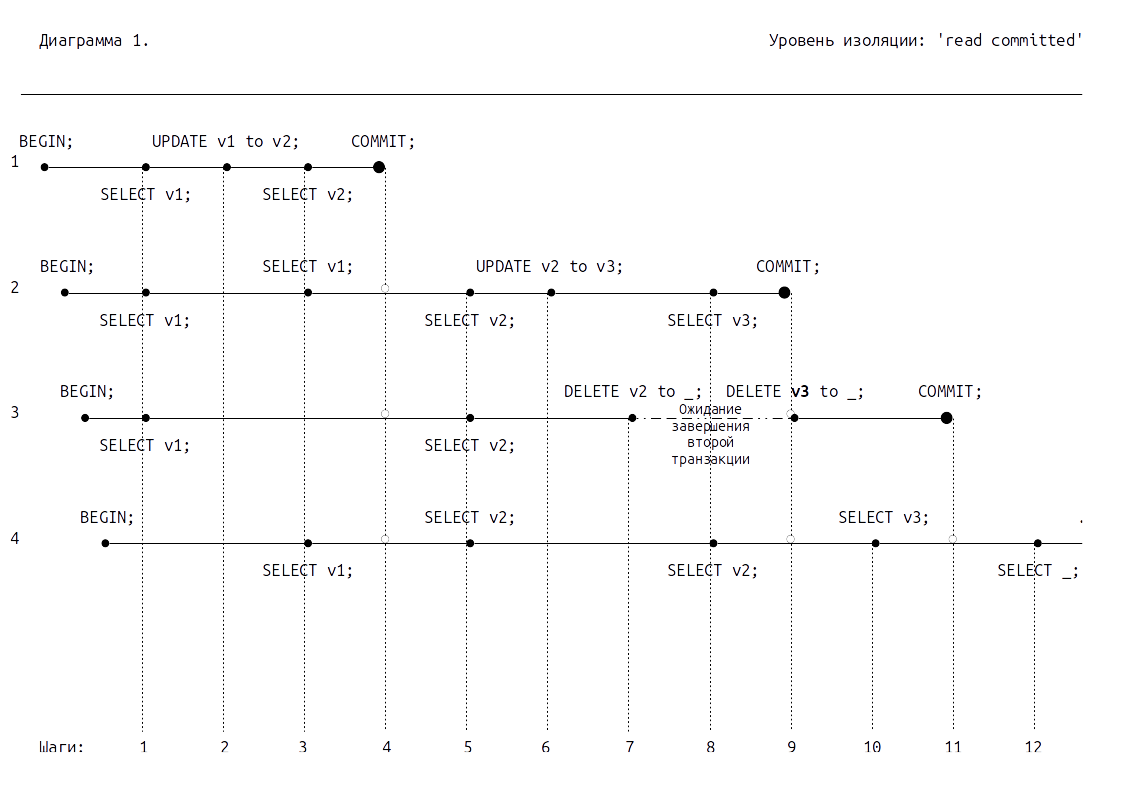 Диаграмма 1.
Уровень изоляции: 'read committed'
BEGIN; UPDATE v1 to v2; COMMIT;
1
SELECT v1; SELECT v2;
BEGIN; SELECT v1; UPDATE v2 to v3; COMMIT;
2
SELECT v1; SELECT v2; SELECT v3;
BEGIN; DELETE v2 to _; DELETE v3 to _; COMMIT;
3
Ожидание
завершения
второй
транзакции
SELECT v1; SELECT v2;
BEGIN; SELECT v2; SELECT v3; .
4
SELECT v1; SELECT v2; SELECT _;
Шаги: 1 2 3 4 5 6 7 8 9 10 11 12